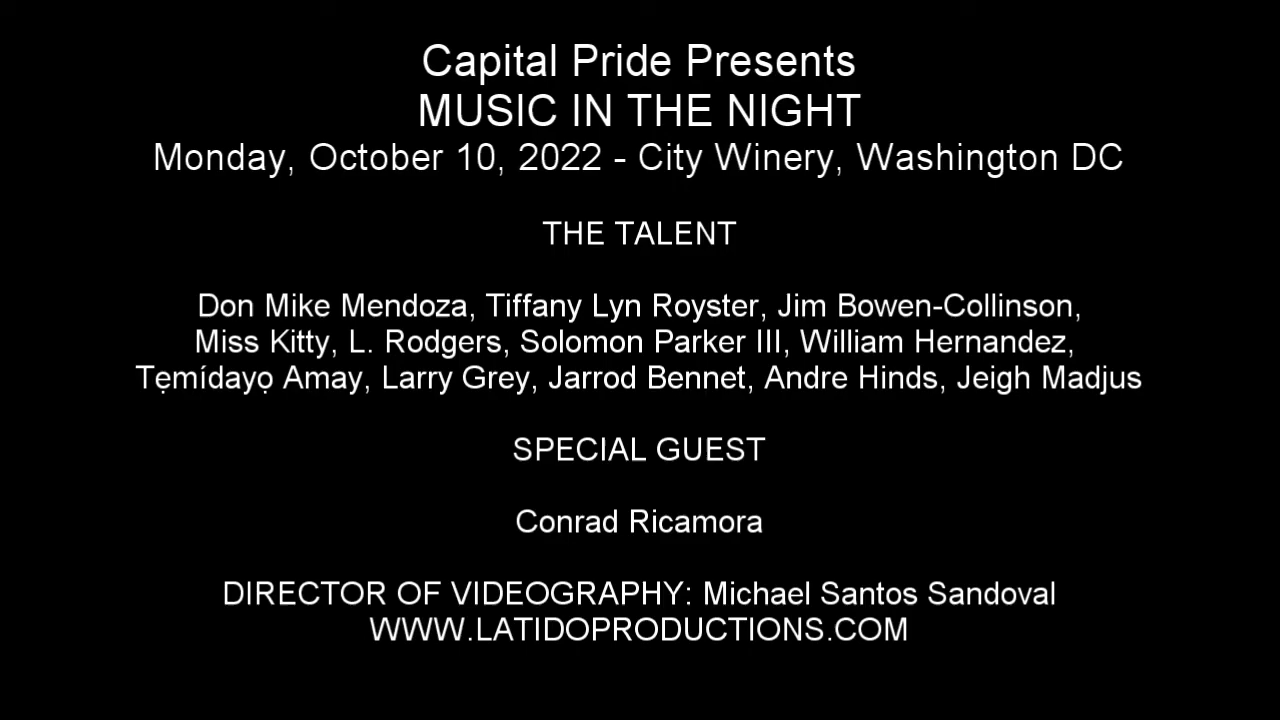 Capital Pride Presents
MUSIC IN THE NIGHT
Monday, October 10, 2022 - City Winery, Washington DC
THE TALENT
Don Mike Mendoza, Tiffany Lyn Royster, Jim Bowen-Collinson,
Miss Kitty, L. Rodgers, Solomon Parker III, William Hernandez,
Tẹmídayọ Amay, Larry Grey, Jarrod Bennet, Andre Hinds, Jeigh Madjus
SPECIAL GUEST
Conrad Ricamora
DIRECTOR OF VIDEOGRAPHY: Michael Santos Sandoval
WWW.LATIDOPRODUCTIONS.COM